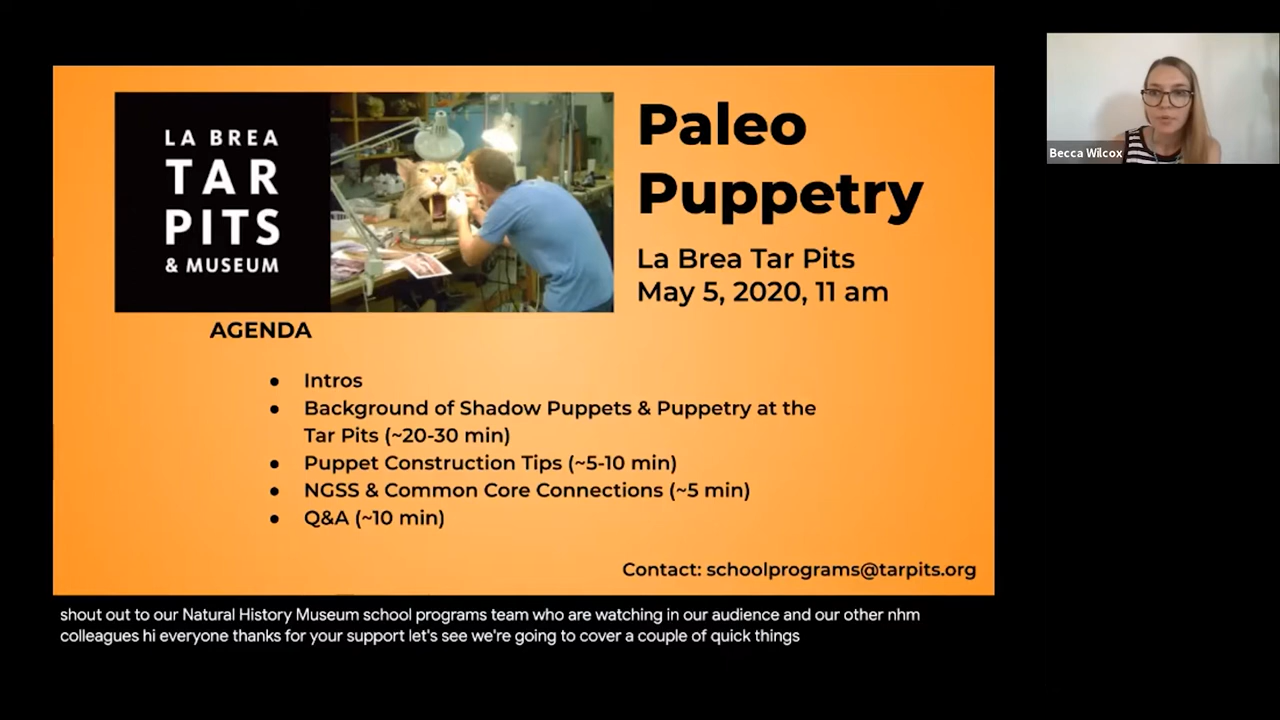 LA BREA
TAR
PITS
& MUSEUM
Paleo
Puppetry
La Brea Tar Pits
May 5, 2020, 11 am
AGENDA
● Intros
● Background of Shadow Puppets & Puppetry at the
Tar Pits (~20-30 min)
● Puppet Construction Tips (~5-10 min)
● NGSS & Common Core Connections (~5 min)
● Q&A (~10 min)
Contact: schoolprograms@tarpits.org
Becca Wilcox
shout out to our Natural History Museum school programs team who are watching in our audience and our other nhm
colleagues hi everyone thanks for your support let's see we're going to cover a couple of quick things